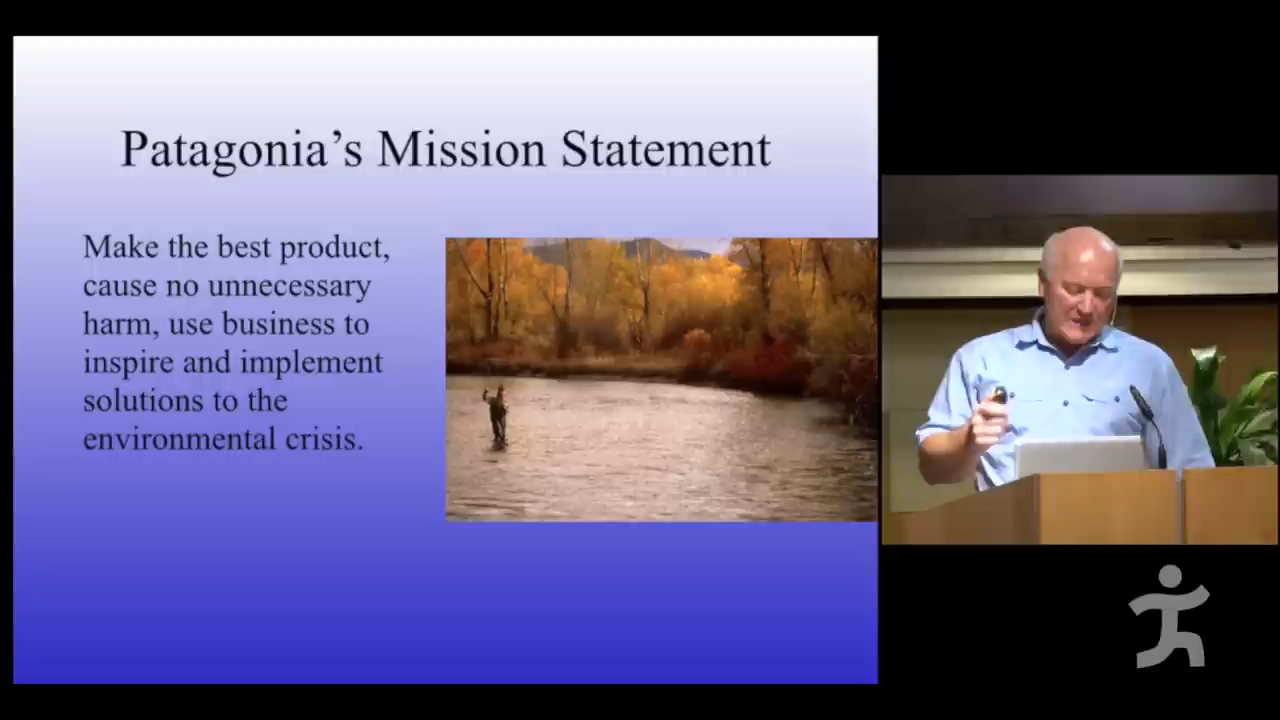 Patagonia's Mission Statement
Make the best product,
cause no unnecessary
harm, use business to
inspire and implement
solutions to the
environmental crisis.